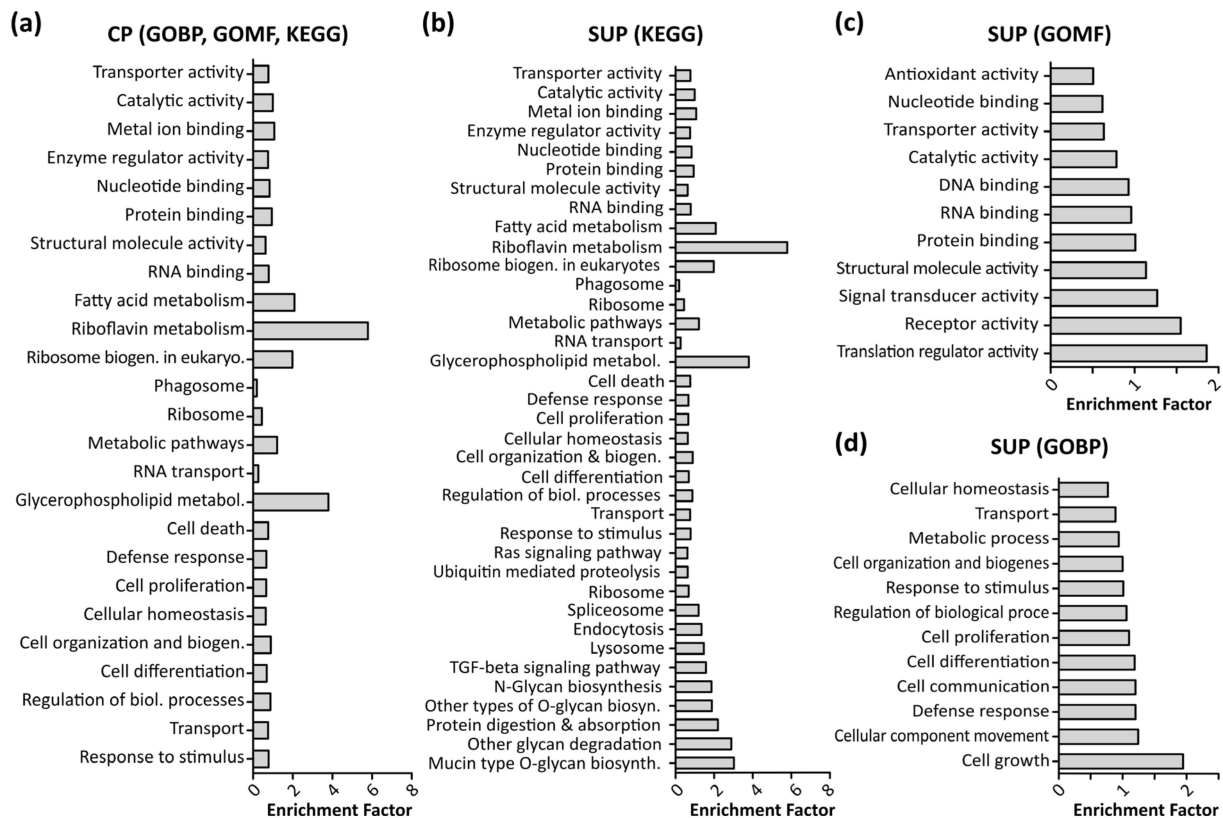 (a)
CP (GOBP, GOMF, KEGG)
Transporter activity
Catalytic activity
Metal ion binding
Enzyme regulator activity
Nucleotide binding
Protein binding
Structural molecule activity
RNA binding
Fatty acid metabolism
Riboflavin metabolism
Ribosome biogen. in eukaryo.
Phagosome
Ribosome
Metabolic pathways
RNA transport
Glycerophospholipid metabol.
Cell death
Defense response
Cell proliferation
Cellular homeostasis
Cell organization and biogen.
Cell differentiation
Regulation of biol. processes
Transport
Response to stimulus
0 2 4 6 8
Enrichment Factor
(b)
SUP (KEGG)
Transporter activity
Catalytic activity
Metal ion binding
Enzyme regulator activity
Nucleotide binding
Protein binding
Structural molecule activity
RNA binding
Fatty acid metabolism
Riboflavin metabolism
Ribosome biogen. in eukaryotes
Phagosome
Ribosome
Metabolic pathways
RNA transport
Glycerophospholipid metabol.
Cell death
Defense response
Cell proliferation
Cellular homeostasis
Cell organization & biogen.
Cell differentiation
Regulation of biol. processes
Transport
Response to stimulus
Ras signaling pathway
Ubiquitin mediated proteolysis
Ribosome
Spliceosome
Endocytosis
Lysosome
TGF-beta signaling pathway
N-Glycan biosynthesis
Other types of O-glycan biosyn.
Protein digestion & absorption
Other glycan degradation
Mucin type O-glycan biosynth.
0 2 4 6 8
Enrichment Factor
(c)
SUP (GOMF)
Antioxidant activity
Nucleotide binding
Transporter activity
Catalytic activity
DNA binding
RNA binding
Protein binding
Structural molecule activity
Signal transducer activity
Receptor activity
Translation regulator activity
0 1 2
Enrichment Factor
(d)
SUP (GOBP)
Cellular homeostasis
Transport
Metabolic process
Cell organization and biogenes
Response to stimulus
Regulation of biological proce
Cell proliferation
Cell differentiation
Cell communication
Defense response
Cellular component movement
Cell growth
0 1 2
Enrichment Factor